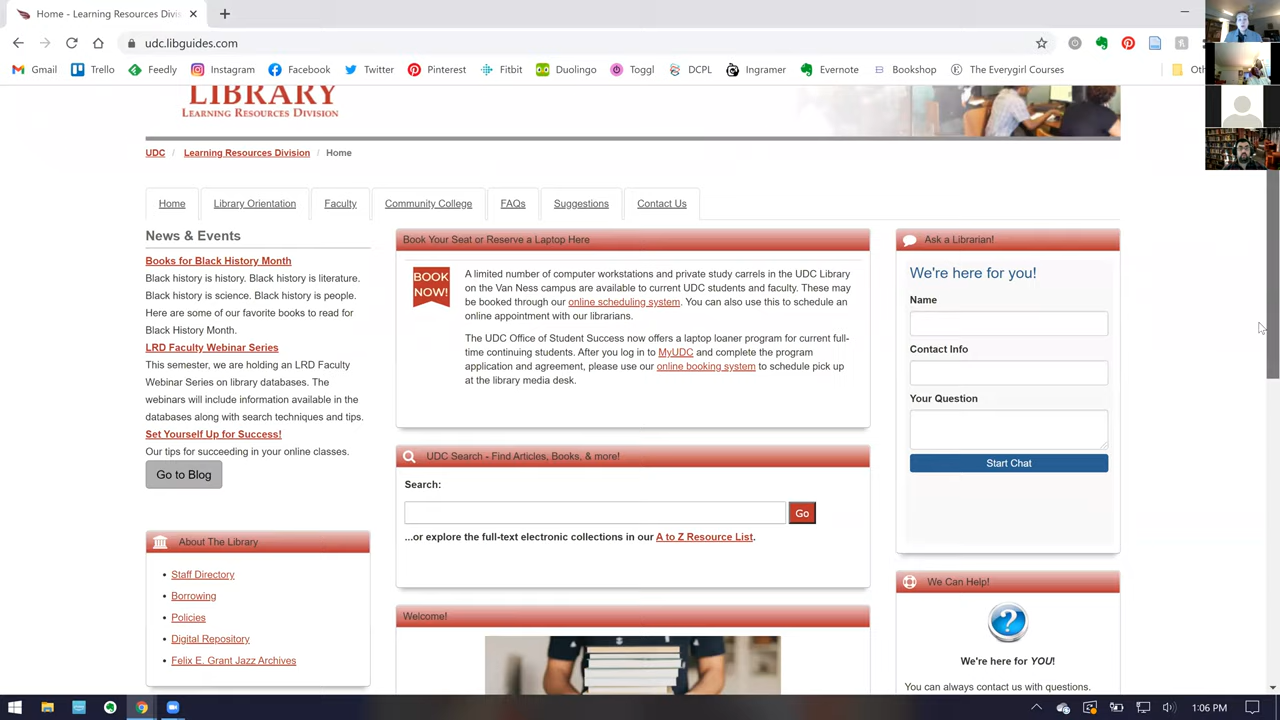 Home - Learning Resources Divi
udc.libguides.com
Gmail
Trello
Feedly
Instagram
Facebook
Twitter
Pinterest
Fitbit
Duolingo
Toggl
DCPL
Ingramer
Evernote
Bookshop
The Everygirl Courses
LIBRARY
LEARNING RESOURCES DIVISION
UDC / Learning Resources Division / Home
Home
Library Orientation
Faculty
Community College
FAQs
Suggestions
Contact Us
News & Events
Books for Black History Month
Black history is history. Black history is literature.
Black history is science. Black history is people.
Here are some of our favorite books to read for
Black History Month.
LRD Faculty Webinar Series
This semester, we are holding an LRD Faculty
Webinar Series on library databases. The
webinars will include information available in the
databases along with search techniques and tips.
Set Yourself Up for Success!
Our tips for succeeding in your online classes.
Go to Blog
About The Library
Staff Directory
Borrowing
Policies
Digital Repository
Felix E. Grant Jazz Archives
Book Your Seat or Reserve a Laptop Here
BOOK
NOW!
A limited number of computer workstations and private study carrels in the UDC Library
on the Van Ness campus are available to current UDC students and faculty. These may
be booked through our online scheduling system. You can also use this to schedule an
online appointment with our librarians.
The UDC Office of Student Success now offers a laptop loaner program for current full-
time continuing students. After you log in to MyUDC and complete the program
application and agreement, please use our online booking system to schedule pick up
at the library media desk.
UDC Search - Find Articles, Books, & more!
Search:
Go
...or explore the full-text electronic collections in our A to Z Resource List.
Welcome!
Ask a Librarian!
We're here for you!
Name
Contact Info
Your Question
Start Chat
We Can Help!
?
We're here for YOU!
You can always contact us with questions.
1:06 PM